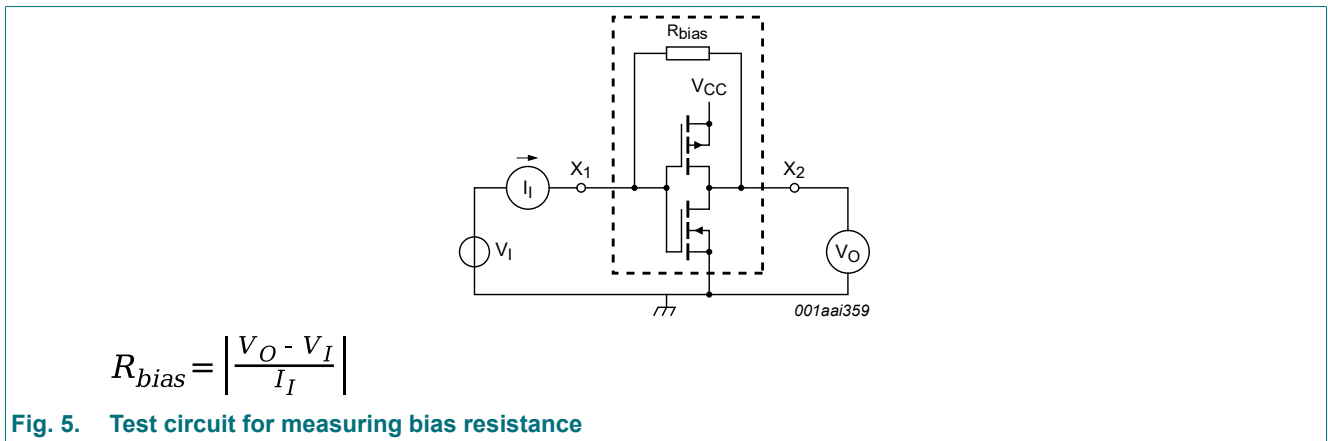 Rbias
VCC
X1
X2
II
VI
VO
001aai359
Rbias = | VO - VI / II |
Fig. 5. Test circuit for measuring bias resistance